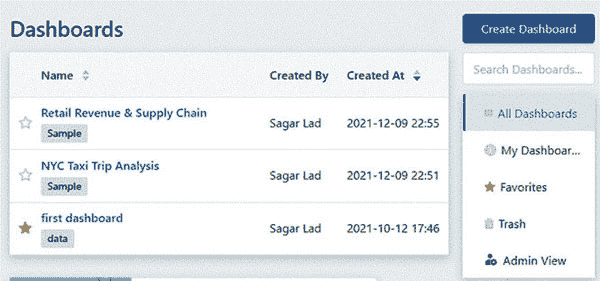 Dashboards
Create Dashboard
Search Dashboards...
Name Created By Created At
Retail Revenue & Supply Chain
Sample
Sagar Lad 2021-12-09 22:55
NYC Taxi Trip Analysis
Sample
Sagar Lad 2021-12-09 22:51
first dashboard
data
Sagar Lad 2021-10-12 17:46
All Dashboards
My Dashboar...
Favorites
Trash
Admin View